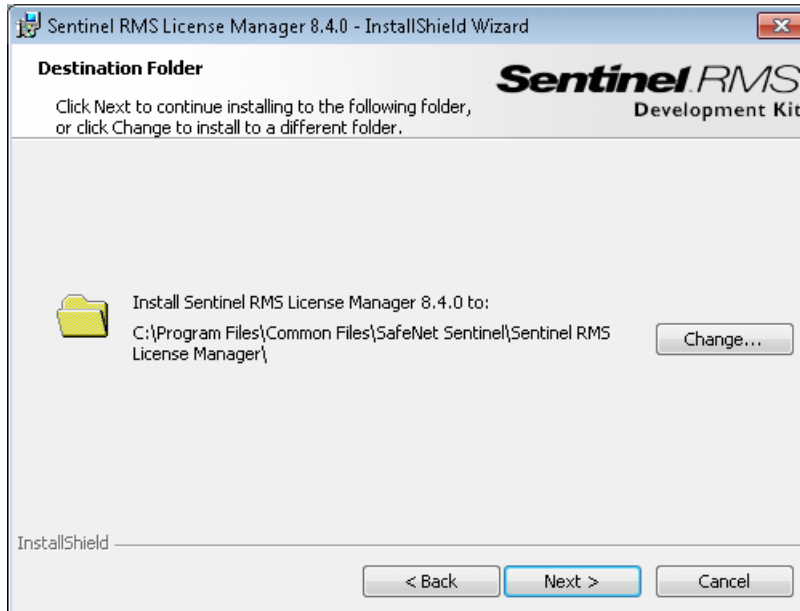 Sentinel RMS License Manager 8.4.0 - InstallShield Wizard
Destination Folder
Click Next to continue installing to the following folder,
or click Change to install to a different folder.
Sentinel.RMS
Development Kit
Install Sentinel RMS License Manager 8.4.0 to:
C:\Program Files\Common Files\SafeNet Sentinel\Sentinel RMS
License Manager\
Change...
InstallShield
< Back
Next >
Cancel